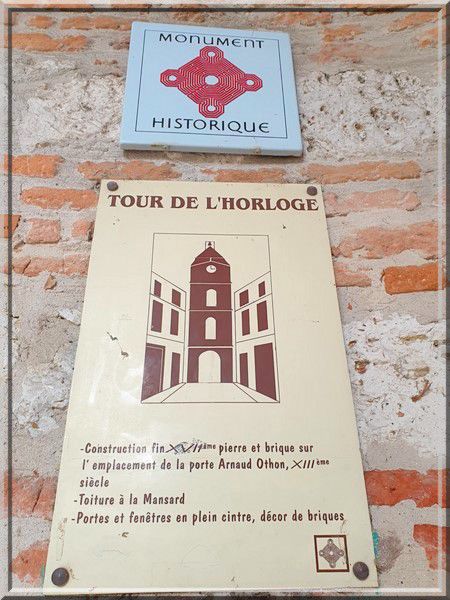 MONUMENT
HISTORIQUE
TOUR DE L'HORLOGE
-Construction fin XVIIème pierre et brique sur
l'emplacement de la porte Arnaud Othon, XIIIème
siècle
-Toiture à la Mansard
-Portes et fenêtres en plein cintre, décor de briques